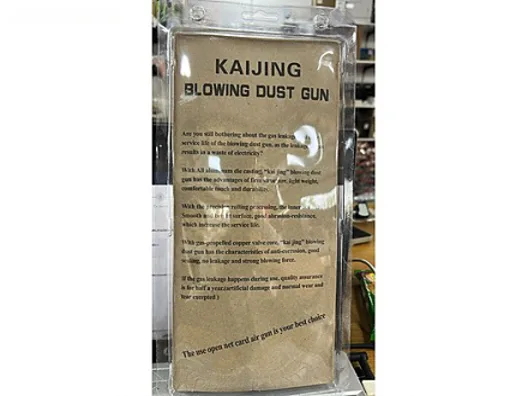 KAIJING
BLOWING DUST GUN
Are you still bothering about the gas leakage
service life of the blowing dust gun, as the leakage
results in a waste of electricity?
With All aluminum die casting, "kai jing" blowing dust
gun has the advantages of firm structure, light weight,
comfortable touch and durability.
With the precision rolling processing, the inner
Smooth and bright surface, good abrasion-resistance,
which increase the service life.
With gas-propelled copper valve core, "kai jing" blowing
dust gun has the characteristics of anti-corrosion, good
sealing, no leakage and strong blowing force.
If the gas leakage happens during use, quality assurance
is for half a year.(artificial damage and normal wear and
tear excepted )
The use open net card air gun is your best choice